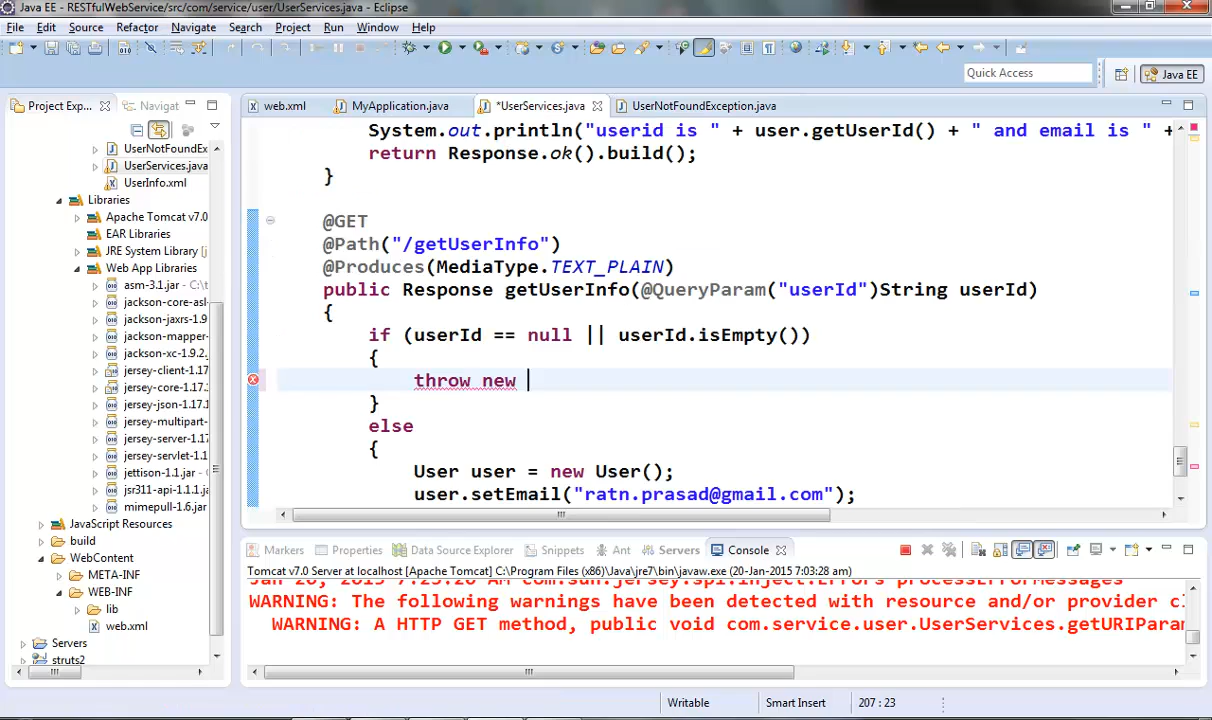 Java EE - RESTfulWebService/src/com/service/user/UserServices.java - Eclipse
File Edit Source Refactor Navigate Search Project Run Window Help
Quick Access
Java EE
Project Exp... Navigat
web.xml MyApplication.java *UserServices.java UserNotFoundException.java
UserNotFoundEx
UserServices.java
UserInfo.xml
Libraries
Apache Tomcat v7.0
EAR Libraries
JRE System Library [j
Web App Libraries
asm-3.1.jar - C:\t
jackson-core-asl-
jackson-jaxrs-1.9
jackson-mapper-
jackson-xc-1.9.2.
jersey-client-1.17
jersey-core-1.17.
jersey-json-1.17.
jersey-multipart-
jersey-server-1.17
jersey-servlet-1.17
jettison-1.1.jar - C
jsr311-api-1.1.1.ja
mimepull-1.6.jar
JavaScript Resources
build
WebContent
META-INF
WEB-INF
lib
web.xml
Servers
struts2
System.out.println("userid is " + user.getUserId() + " and email is " +
return Response.ok().build();
}
@GET
@Path("/getUserInfo")
@Produces(MediaType.TEXT_PLAIN)
public Response getUserInfo(@QueryParam("userId")String userId)
{
if (userId == null || userId.isEmpty())
{
throw new
}
else
{
User user = new User();
user.setEmail("ratn.prasad@gmail.com");
Markers Properties Data Source Explorer Snippets Ant Servers Console
Tomcat v7.0 Server at localhost [Apache Tomcat] C:\Program Files (x86)\Java\jre7\bin\javaw.exe (20-Jan-2015 7:03:28 am)
WARNING: The following warnings have been detected with resource and/or provider cl
WARNING: A HTTP GET method, public void com.service.user.UserServices.getURIParam
Writable Smart Insert 207 : 23